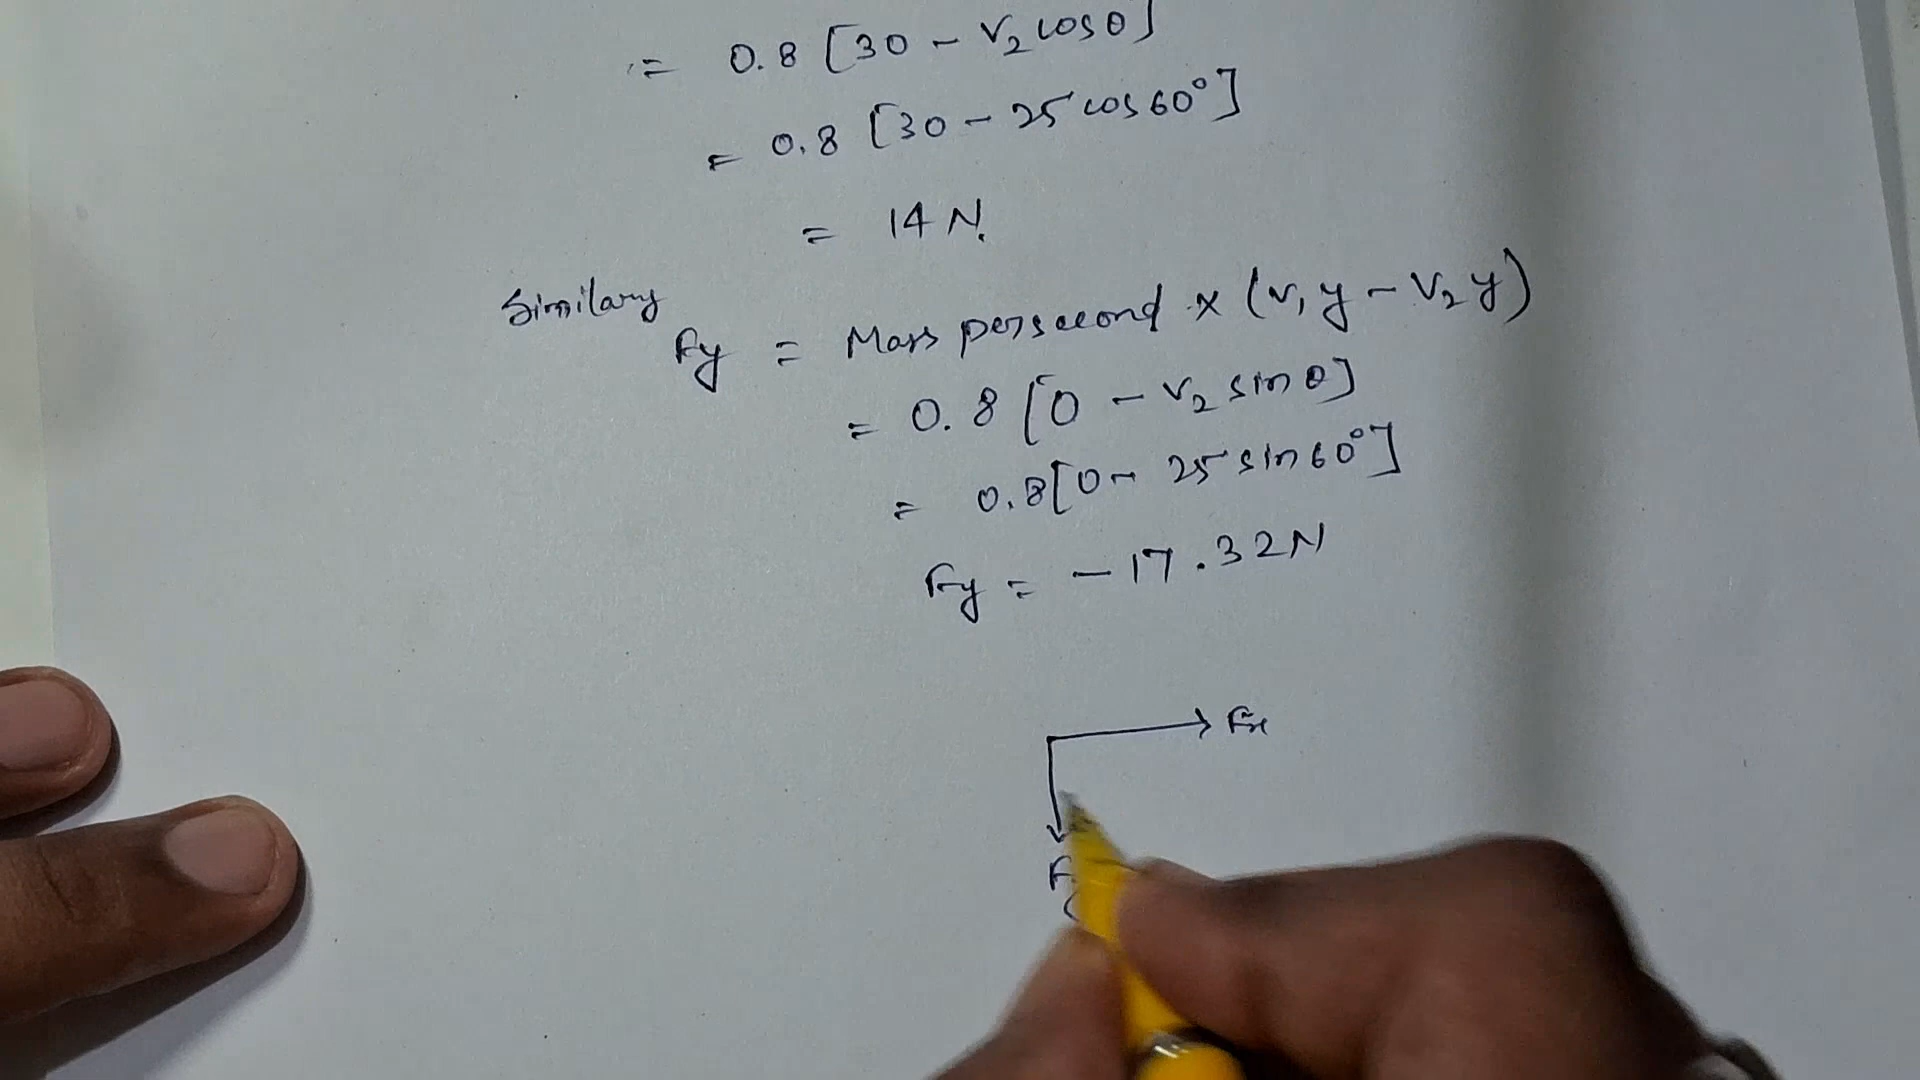 = 0.8 [30 - V₂ cosθ]
= 0.8 [30 - 25 cos 60°]
= 14 N.
Similary
Fy = Mass persecond × (v₁y - V₂y)
= 0.8 [0 - V₂ sin θ]
= 0.8 [0 - 25 sin 60°]
Fy = -17.32N
Fx
F